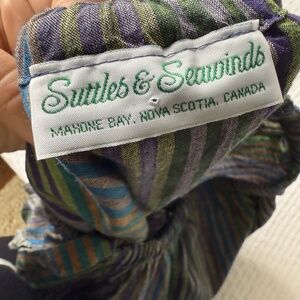 Suttles & Seawinds
MAHONE BAY, NOVA SCOTIA, CANADA